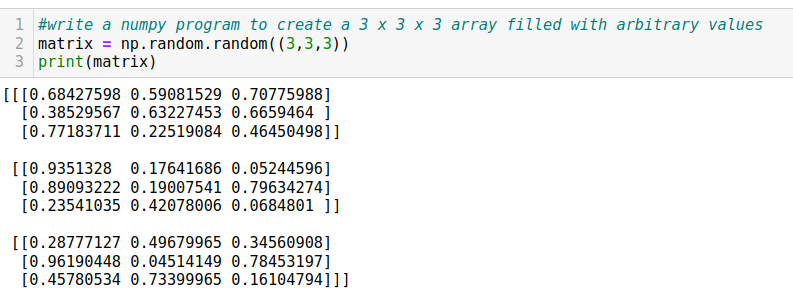 1 #write a numpy program to create a 3 x 3 x 3 array filled with arbitrary values
2 matrix = np.random.random((3,3,3))
3 print(matrix)
[[[0.68427598 0.59081529 0.70775988]
  [0.38529567 0.63227453 0.6659464 ]
  [0.77183711 0.22519084 0.46450498]]
 [[0.9351328  0.17641686 0.05244596]
  [0.89093222 0.19007541 0.79634274]
  [0.23541035 0.42078006 0.0684801 ]]
 [[0.28777127 0.49679965 0.34560908]
  [0.96190448 0.04514149 0.78453197]
  [0.45780534 0.73399965 0.16104794]]]